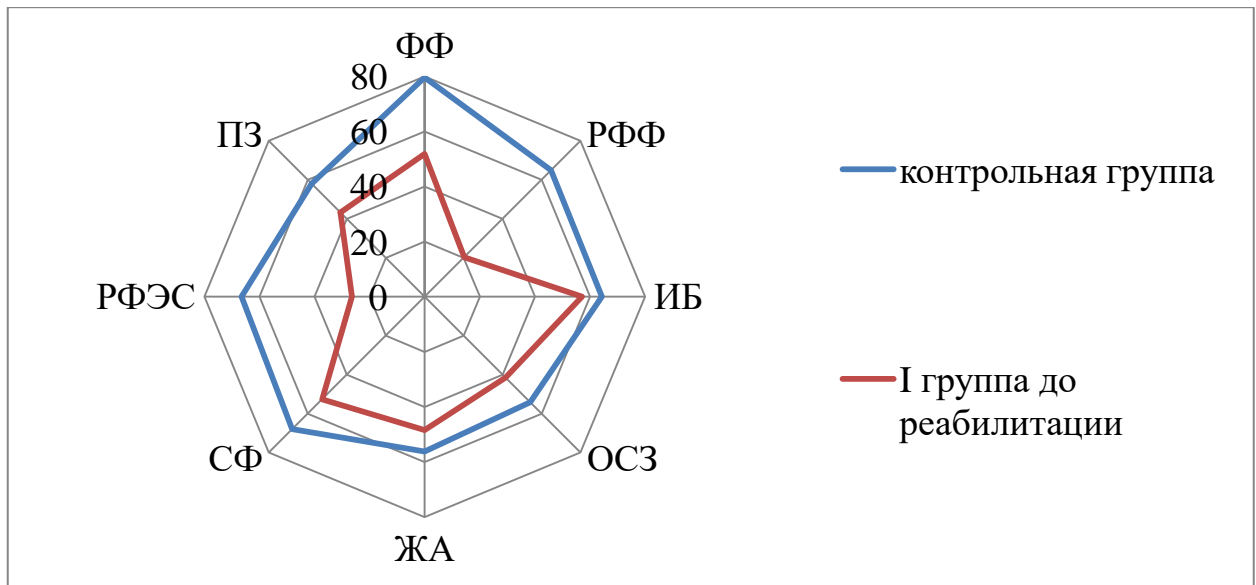 ФФ
80
ПЗ
РФФ
60
контрольная группа
40
20
РФЭС
0
ИБ
I группа до
реабилитации
СФ
ОСЗ
ЖА